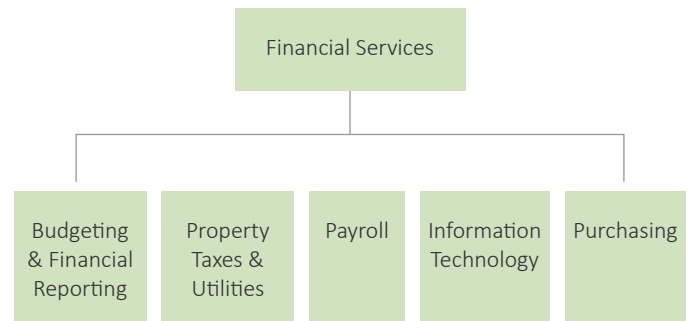 Financial Services
Budgeting
& Financial
Reporting
Property
Taxes &
Utilities
Payroll
Information
Technology
Purchasing